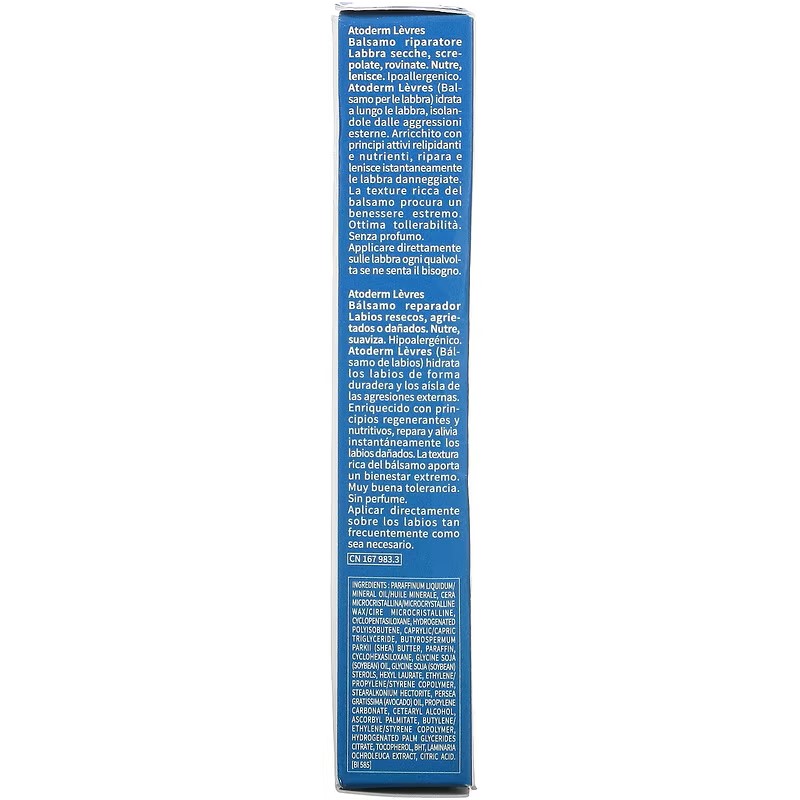 Atoderm Lèvres
Balsamo riparatore
Labbra secche, scre-
polate, rovinate. Nutre,
lenisce. Ipoallergenico.
Atoderm Lèvres (Bal-
samo per le labbra) idrata
a lungo le labbra, isolan-
dole dalle aggressioni
esterne. Arricchito con
principi attivi relipidanti
e nutrienti, ripara e
lenisce istantaneamente
le labbra danneggiate.
La texture ricca del
balsamo procura un
benessere estremo.
Ottima tollerabilità.
Senza profumo.
Applicare direttamente
sulle labbra ogni qualvol-
ta se ne senta il bisogno.
Atoderm Lèvres
Bálsamo reparador
Labios resecos, agrie-
tados o dañados. Nutre,
suaviza. Hipoalergénico.
Atoderm Lèvres (Bál-
samo de labios) hidrata
los labios de forma
duradera y los aísla de
las agresiones externas.
Enriquecido con prin-
cipios regenerantes y
nutritivos, repara y alivia
instantáneamente los
labios dañados. La textura
rica del bálsamo aporta
un bienestar extremo.
Muy buena tolerancia.
Sin perfume.
Aplicar directamente
sobre los labios tan
frecuentemente como
sea necesario.
CN 167 983.3
INGREDIENTS : PARAFFINUM LIQUIDUM/
MINERAL OIL/HUILE MINERALE, CERA
MICROCRISTALLINA/MICROCRYSTALLINE
WAX/CIRE MICROCRISTALLINE,
CYCLOPENTASILOXANE, HYDROGENATED
POLYISOBUTENE, CAPRYLIC/CAPRIC
TRIGLYCERIDE, BUTYROSPERMUM
PARKII (SHEA) BUTTER, PARAFFIN,
CYCLOHEXASILOXANE, GLYCINE SOJA
(SOYBEAN) OIL, GLYCINE SOJA (SOYBEAN)
STEROLS, HEXYL LAURATE, ETHYLENE/
PROPYLENE/STYRENE COPOLYMER,
STEARALKONIUM HECTORITE, PERSEA
GRATISSIMA (AVOCADO) OIL, PROPYLENE
CARBONATE, CETEARYL ALCOHOL,
ASCORBYL PALMITATE, BUTYLENE/
ETHYLENE/STYRENE COPOLYMER,
HYDROGENATED PALM GLYCERIDES
CITRATE, TOCOPHEROL, BHT, LAMINARIA
OCHROLEUCA EXTRACT, CITRIC ACID.
[BI 585]